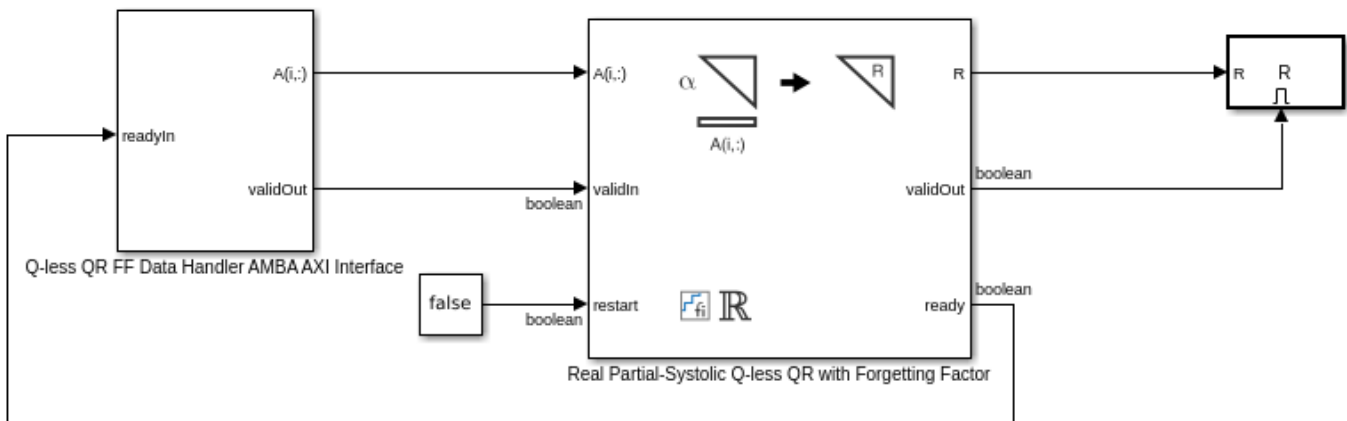 A(i,:)
readyIn
validOut
Q-less QR FF Data Handler AMBA AXI Interface
false
boolean
boolean
A(i,:)
α
R
A(i,:)
R
validIn
validOut
restart
fi ℝ
ready
Real Partial-Systolic Q-less QR with Forgetting Factor
boolean
boolean
R R